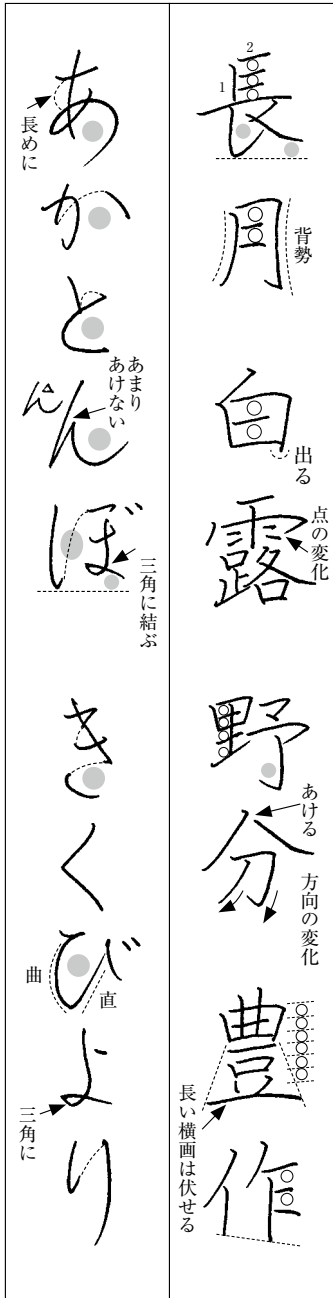 長月 白露 野分 豊作
2
1
背勢
出る
点の変化
あける
方向の変化
長い横画は伏せる
あかとんぼ きくびより
長めに
あまり
あけない
ん
三角に結ぶ
直
曲
三角に